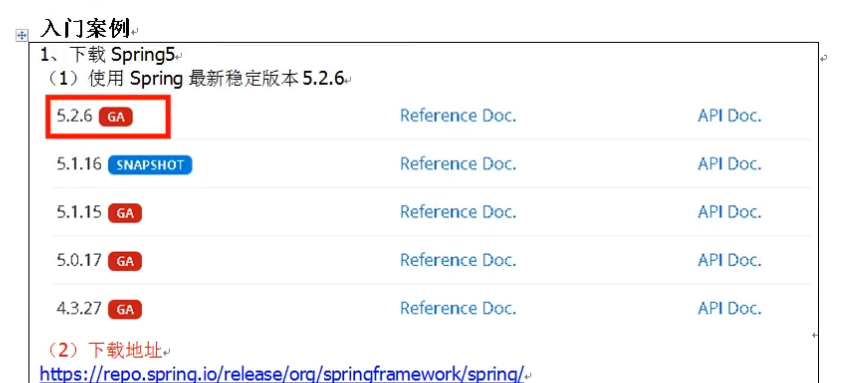 入门案例
1、下载 Spring5
（1）使用 Spring 最新稳定版本 5.2.6
5.2.6 GA Reference Doc. API Doc.
5.1.16 SNAPSHOT Reference Doc. API Doc.
5.1.15 GA Reference Doc. API Doc.
5.0.17 GA Reference Doc. API Doc.
4.3.27 GA Reference Doc. API Doc.
（2）下载地址
https://repo.spring.io/release/org/springframework/spring/